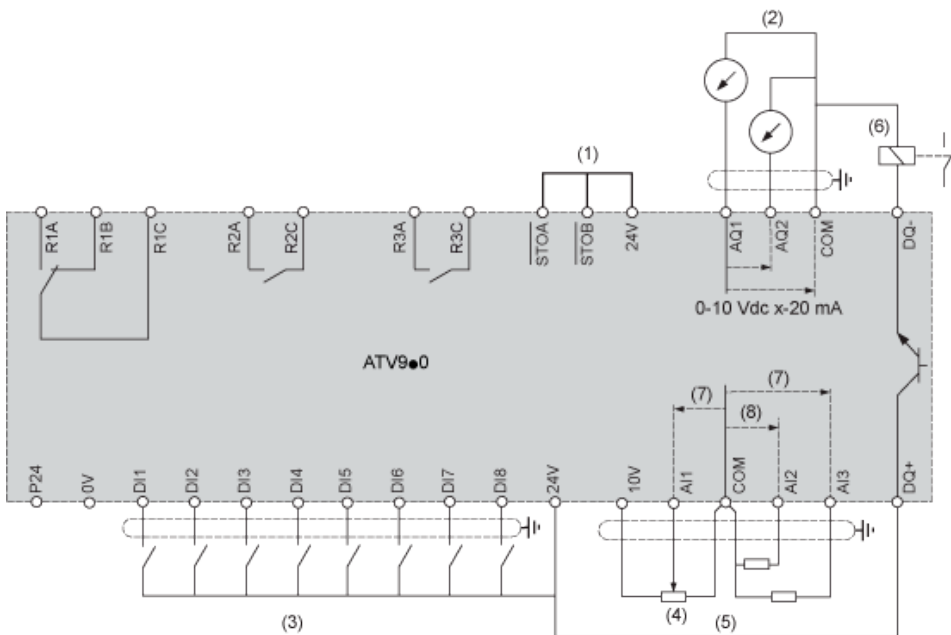 (2)
(6)
(1)
R1A R1B R1C R2A R2C R3A R3C STOA STOB 24V AQ1 AQ2 COM DQ-
0-10 Vdc x-20 mA
ATV9●0
(7) (7)
(8)
P24 0V DI1 DI2 DI3 DI4 DI5 DI6 DI7 DI8 24V 10V AI1 COM AI2 AI3 DQ+
(3) (4) (5)